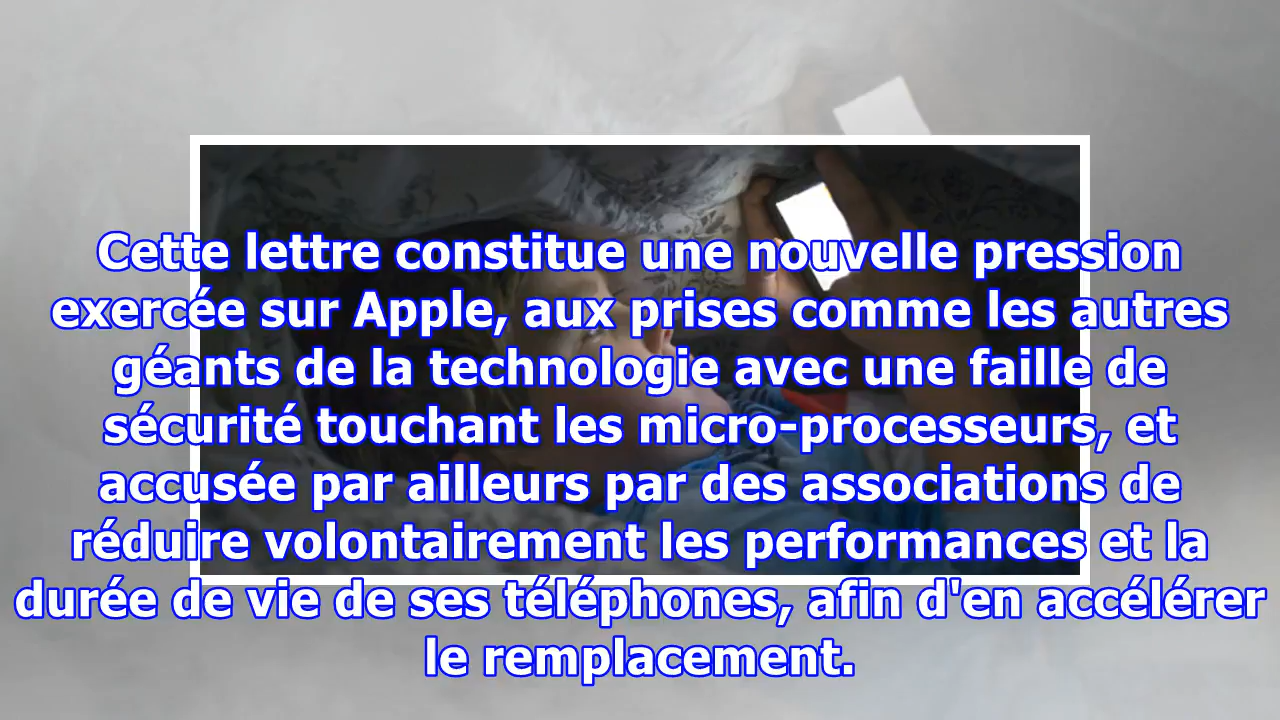 Cette lettre constitue une nouvelle pression
exercée sur Apple, aux prises comme les autres
géants de la technologie avec une faille de
sécurité touchant les micro-processeurs, et
accusée par ailleurs par des associations de
réduire volontairement les performances et la
durée de vie de ses téléphones, afin d'en accélérer
le remplacement.